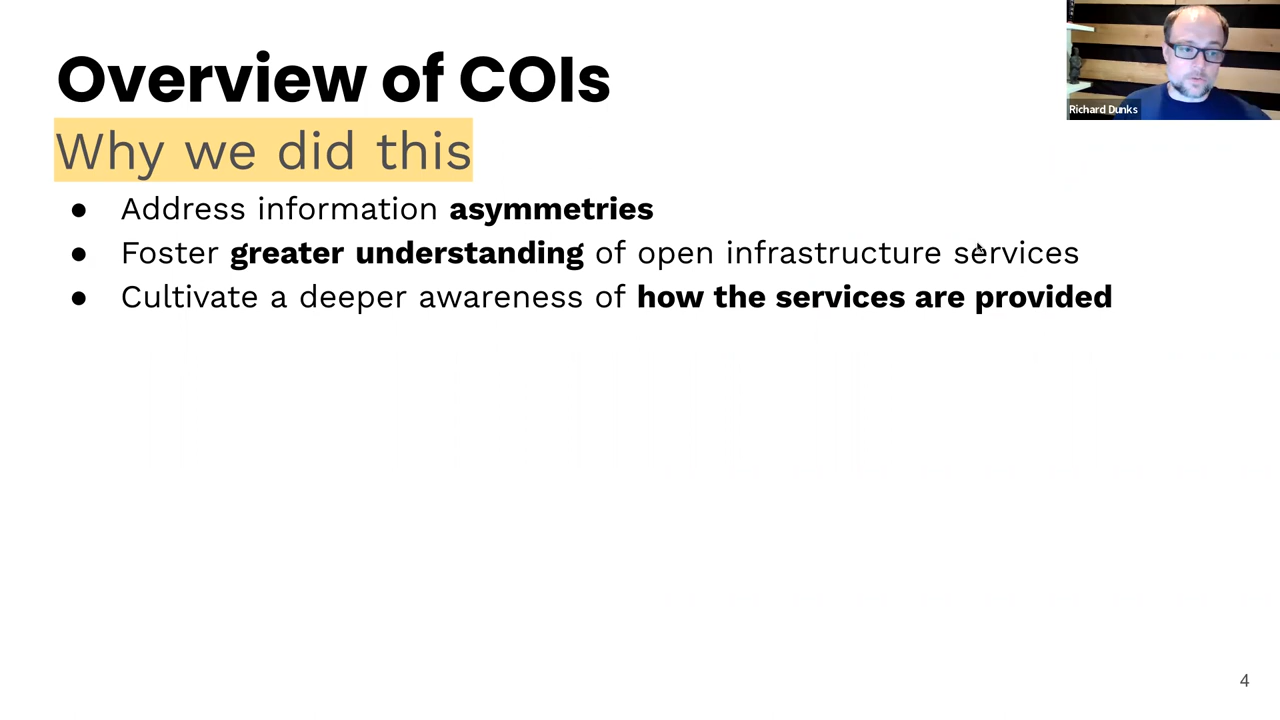 Overview of COIs
Why we did this
● Address information asymmetries
● Foster greater understanding of open infrastructure services
● Cultivate a deeper awareness of how the services are provided
Richard Dunks
4